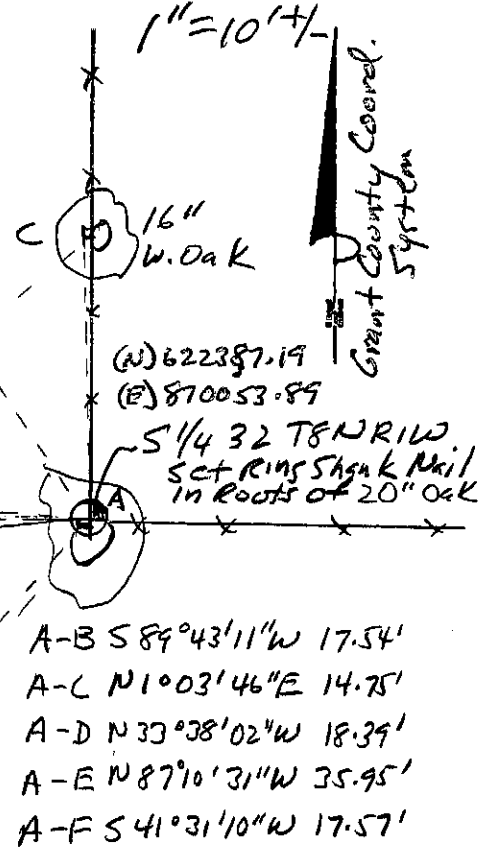 1"=10'+/-
Grant County Coord.
System
C
16"
W. Oak
(N) 622387.19
(E) 870053.89
S 1/4 32 T8N R1W
set Ring Shank Nail
in Roots of 20" Oak
A
A-B S 89°43'11"W 17.54'
A-C N 1°03'46"E 14.75'
A-D N 33°38'02"W 18.39'
A-E N 87°10'31"W 35.95'
A-F S 41°31'10"W 17.57'